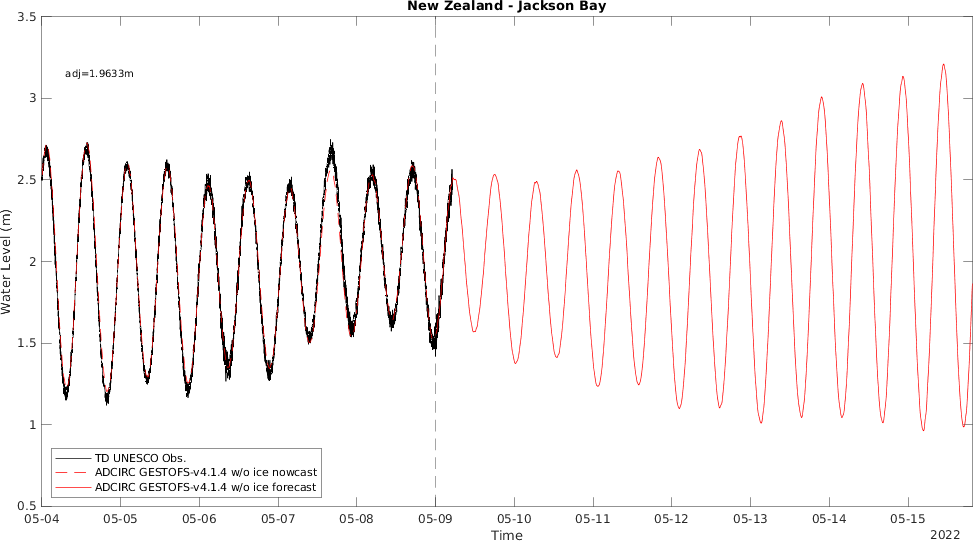 New Zealand - Jackson Bay
3.5
3
2.5
2
1.5
1
0.5
Water Level (m)
adj=1.9633m
TD UNESCO Obs.
ADCIRC GESTOFS-v4.1.4 w/o ice nowcast
ADCIRC GESTOFS-v4.1.4 w/o ice forecast
05-04 05-05 05-06 05-07 05-08 05-09 05-10 05-11 05-12 05-13 05-14 05-15
Time
2022